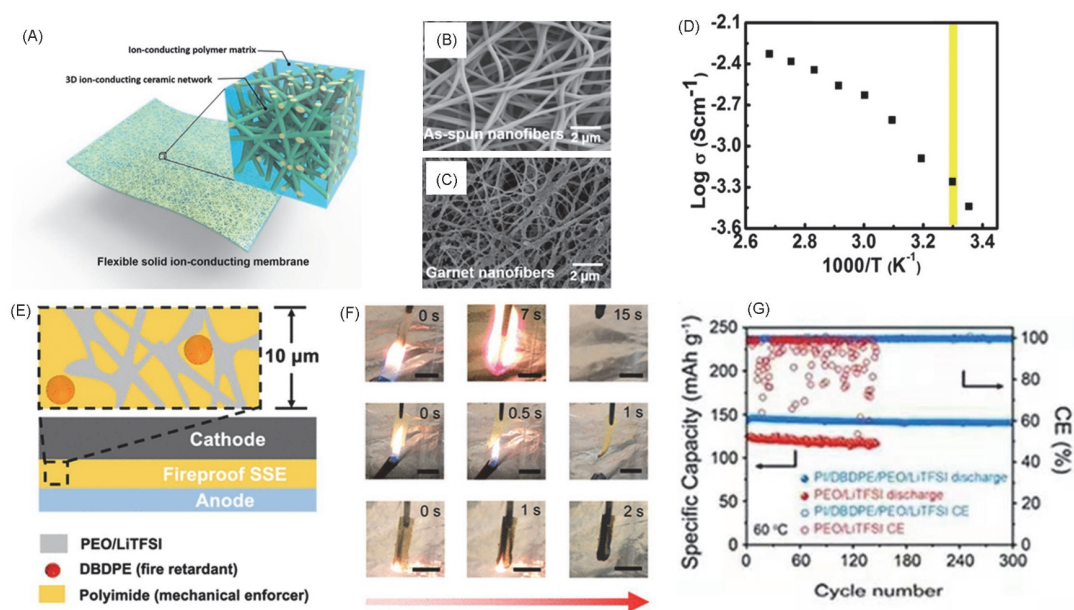 (A)
Ion-conducting polymer matrix
3D ion-conducting ceramic network
Flexible solid ion-conducting membrane
(B)
As-spun nanofibers
2 μm
(C)
Garnet nanofibers
2 μm
(D)
Log σ (Scm⁻¹)
-2.1
-2.4
-2.7
-3.0
-3.3
-3.6
2.6 2.8 3.0 3.2 3.4
1000/T (K⁻¹)
(E)
10 μm
Cathode
Fireproof SSE
Anode
PEO/LiTFSI
DBDPE (fire retardant)
Polyimide (mechanical enforcer)
(F)
0 s 7 s 15 s
0 s 0.5 s 1 s
0 s 1 s 2 s
(G)
Specific Capacity (mAh g⁻¹)
250
200
150
100
50
0
100
80
60
40
20
0
CE (%)
PI/DBDPE/PEO/LiTFSI discharge
PEO/LiTFSI discharge
PI/DBDPE/PEO/LiTFSI CE
PEO/LiTFSI CE
60 °C
0 60 120 180 240 300
Cycle number